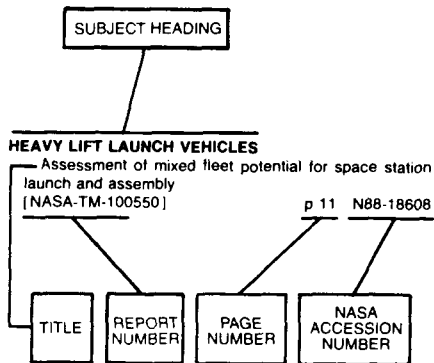 SUBJECT HEADING
HEAVY LIFT LAUNCH VEHICLES
Assessment of mixed fleet potential for space station
launch and assembly
[NASA-TM-100550] p 11 N88-18608
TITLE
REPORT
NUMBER
PAGE
NUMBER
NASA
ACCESSION
NUMBER